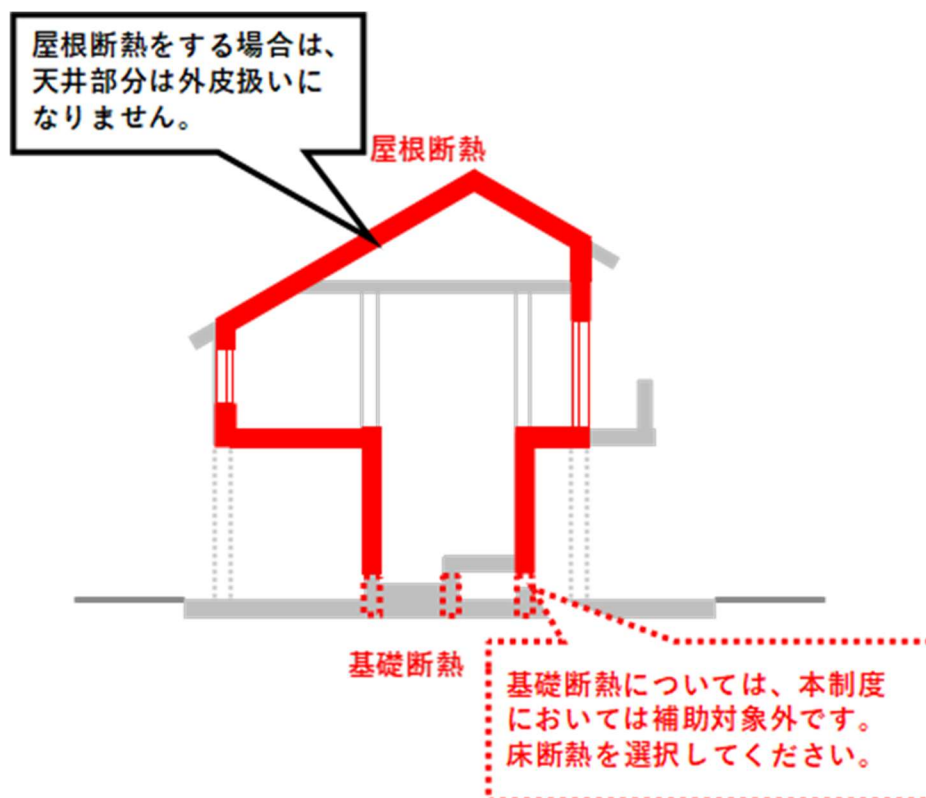 屋根断熱をする場合は、
天井部分は外皮扱いに
なりません。
屋根断熱
基礎断熱
基礎断熱については、本制度
においては補助対象外です。
床断熱を選択してください。